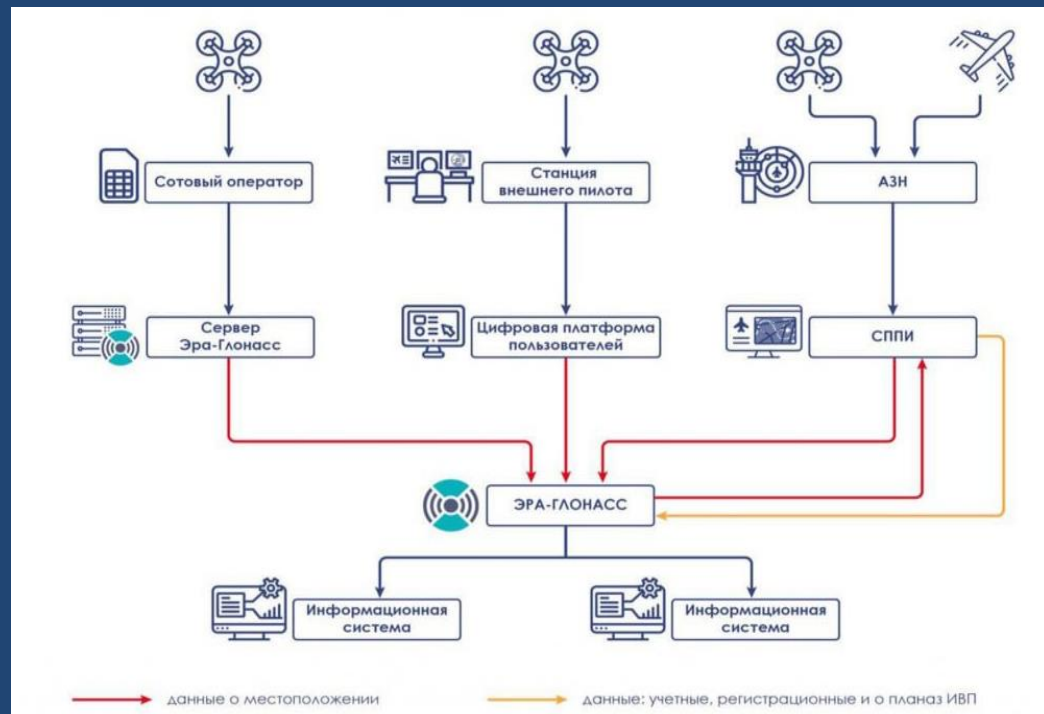 Сотовый оператор
Станция
внешнего пилота
АЗН
Сервер
Эра-Глонасс
Цифровая платформа
пользователей
СППИ
ЭРА-ГЛОНАСС
Информационная
система
Информационная
система
данные о местоположении
данные: учетные, регистрационные и о планаз ИВП